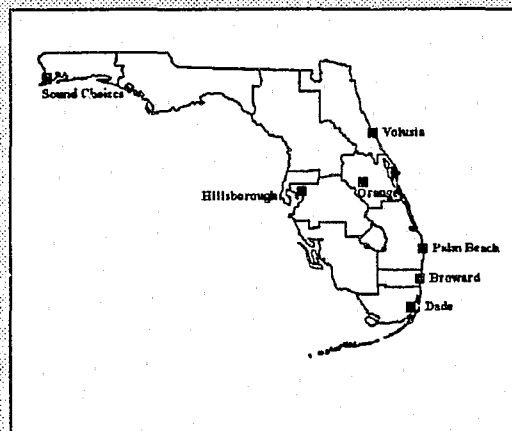 Sound Choices
Volusia
Orange
Hillsborough
Palm Beach
Broward
Dade